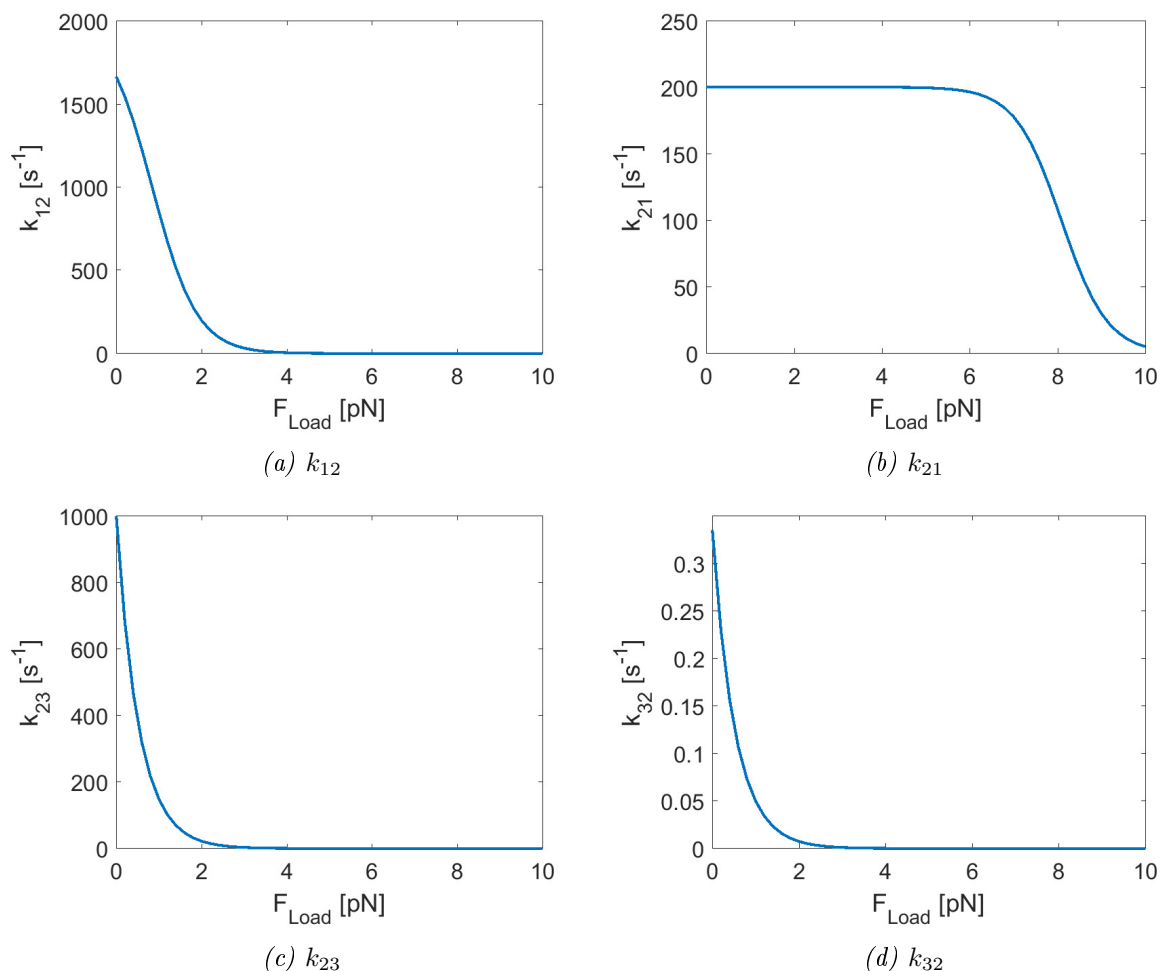 2000
1500
1000
500
0
k12 [s-1]
0 2 4 6 8 10
FLoad [pN]
(a) k12
250
200
150
100
50
0
k21 [s-1]
0 2 4 6 8 10
FLoad [pN]
(b) k21
1000
800
600
400
200
0
k23 [s-1]
0 2 4 6 8 10
FLoad [pN]
(c) k23
0.3
0.25
0.2
0.15
0.1
0.05
0
k32 [s-1]
0 2 4 6 8 10
FLoad [pN]
(d) k32